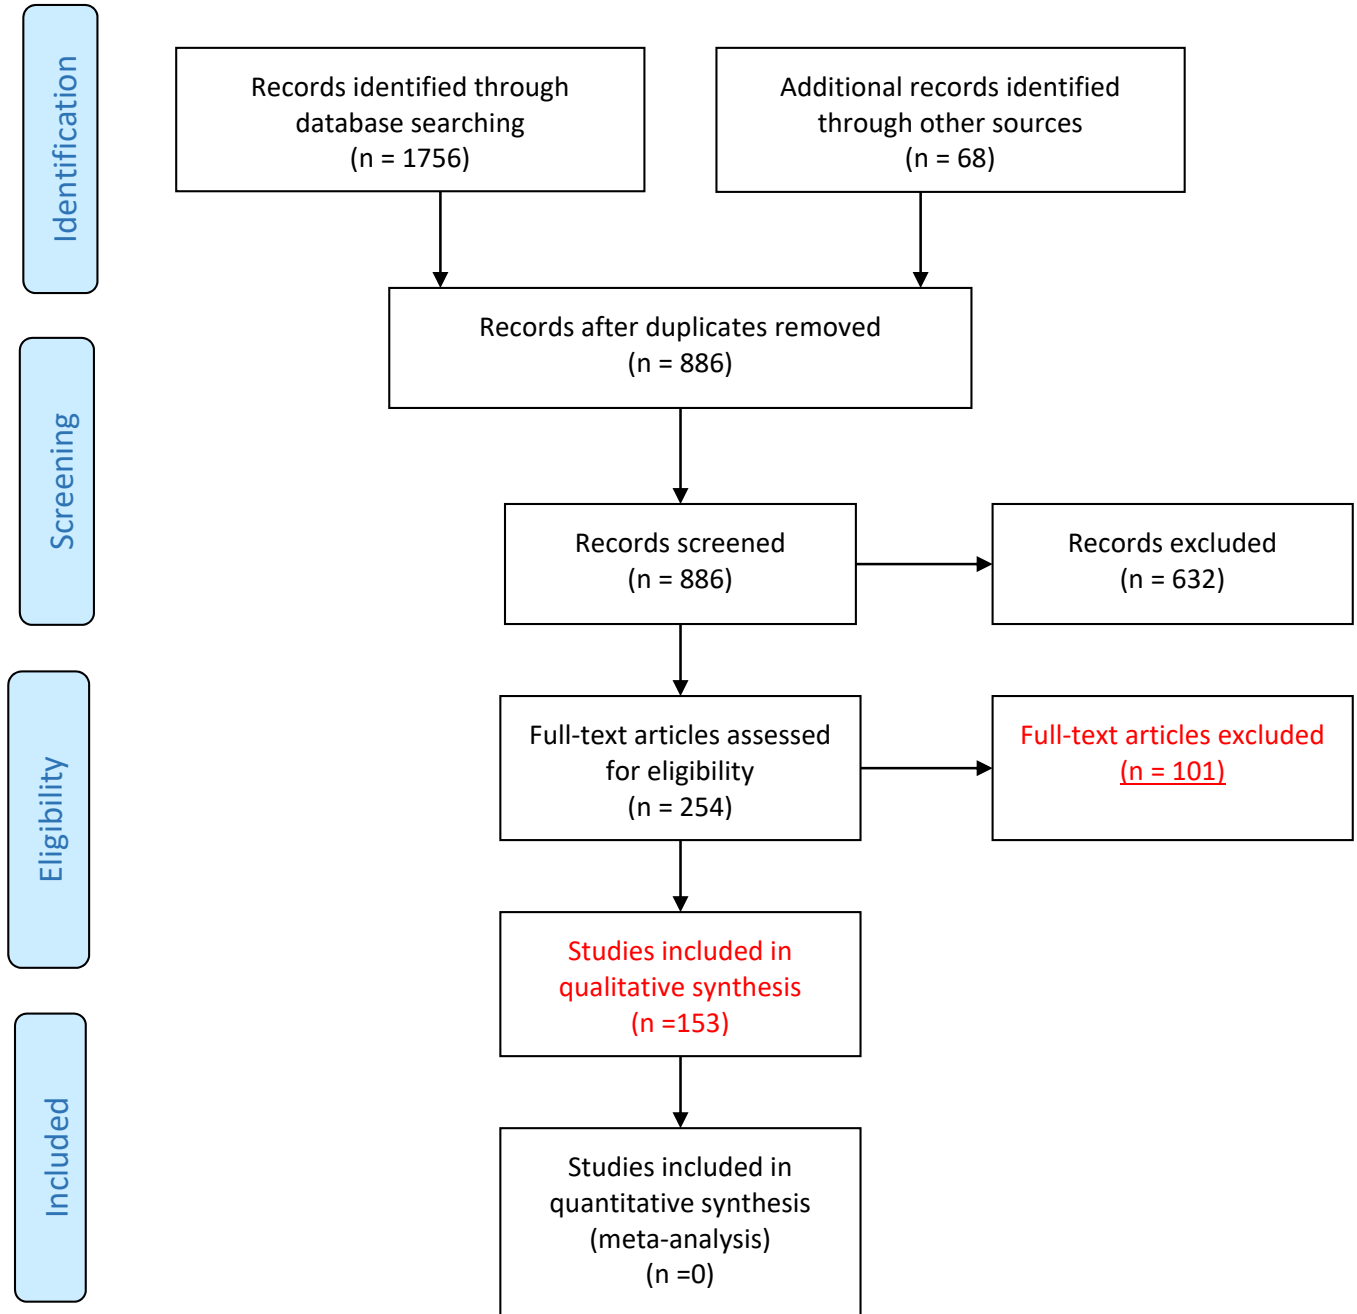 Identification
Records identified through
database searching
(n = 1756)
Additional records identified
through other sources
(n = 68)
Records after duplicates removed
(n = 886)
Screening
Records screened
(n = 886)
Records excluded
(n = 632)
Eligibility
Full-text articles assessed
for eligibility
(n = 254)
Full-text articles excluded
(n = 101)
Studies included in
qualitative synthesis
(n =153)
Included
Studies included in
quantitative synthesis
(meta-analysis)
(n =0)